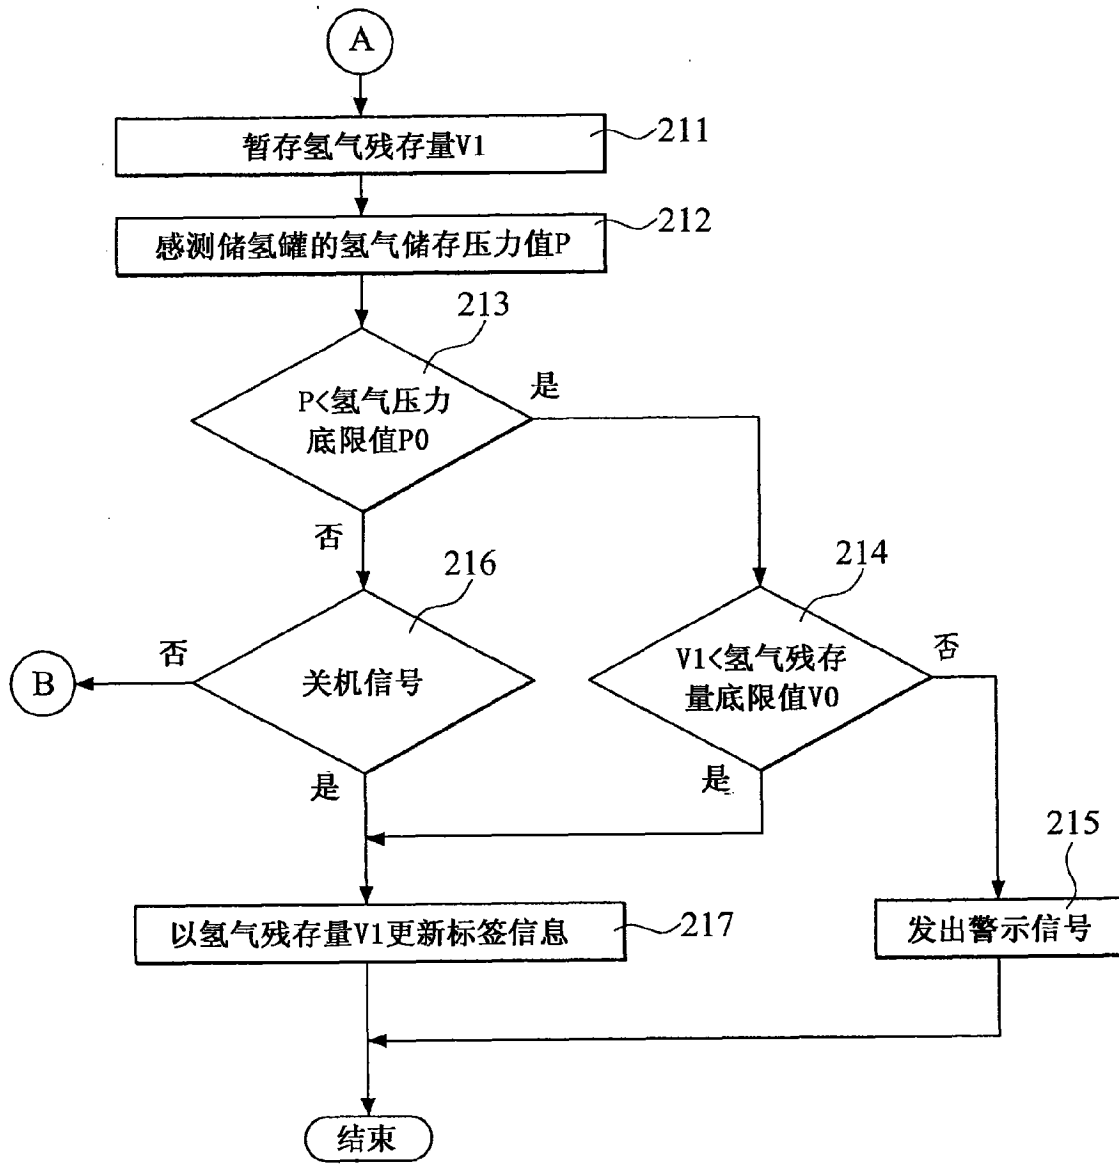 A
暂存氢气残存量V1
211
感测储氢罐的氢气储存压力值P
212
213
P<氢气压力
底限值P0
是
否
216
214
关机信号
否
B
V1<氢气残存
量底限值V0
否
是
是
215
以氢气残存量V1更新标签信息
217
发出警示信号
结束